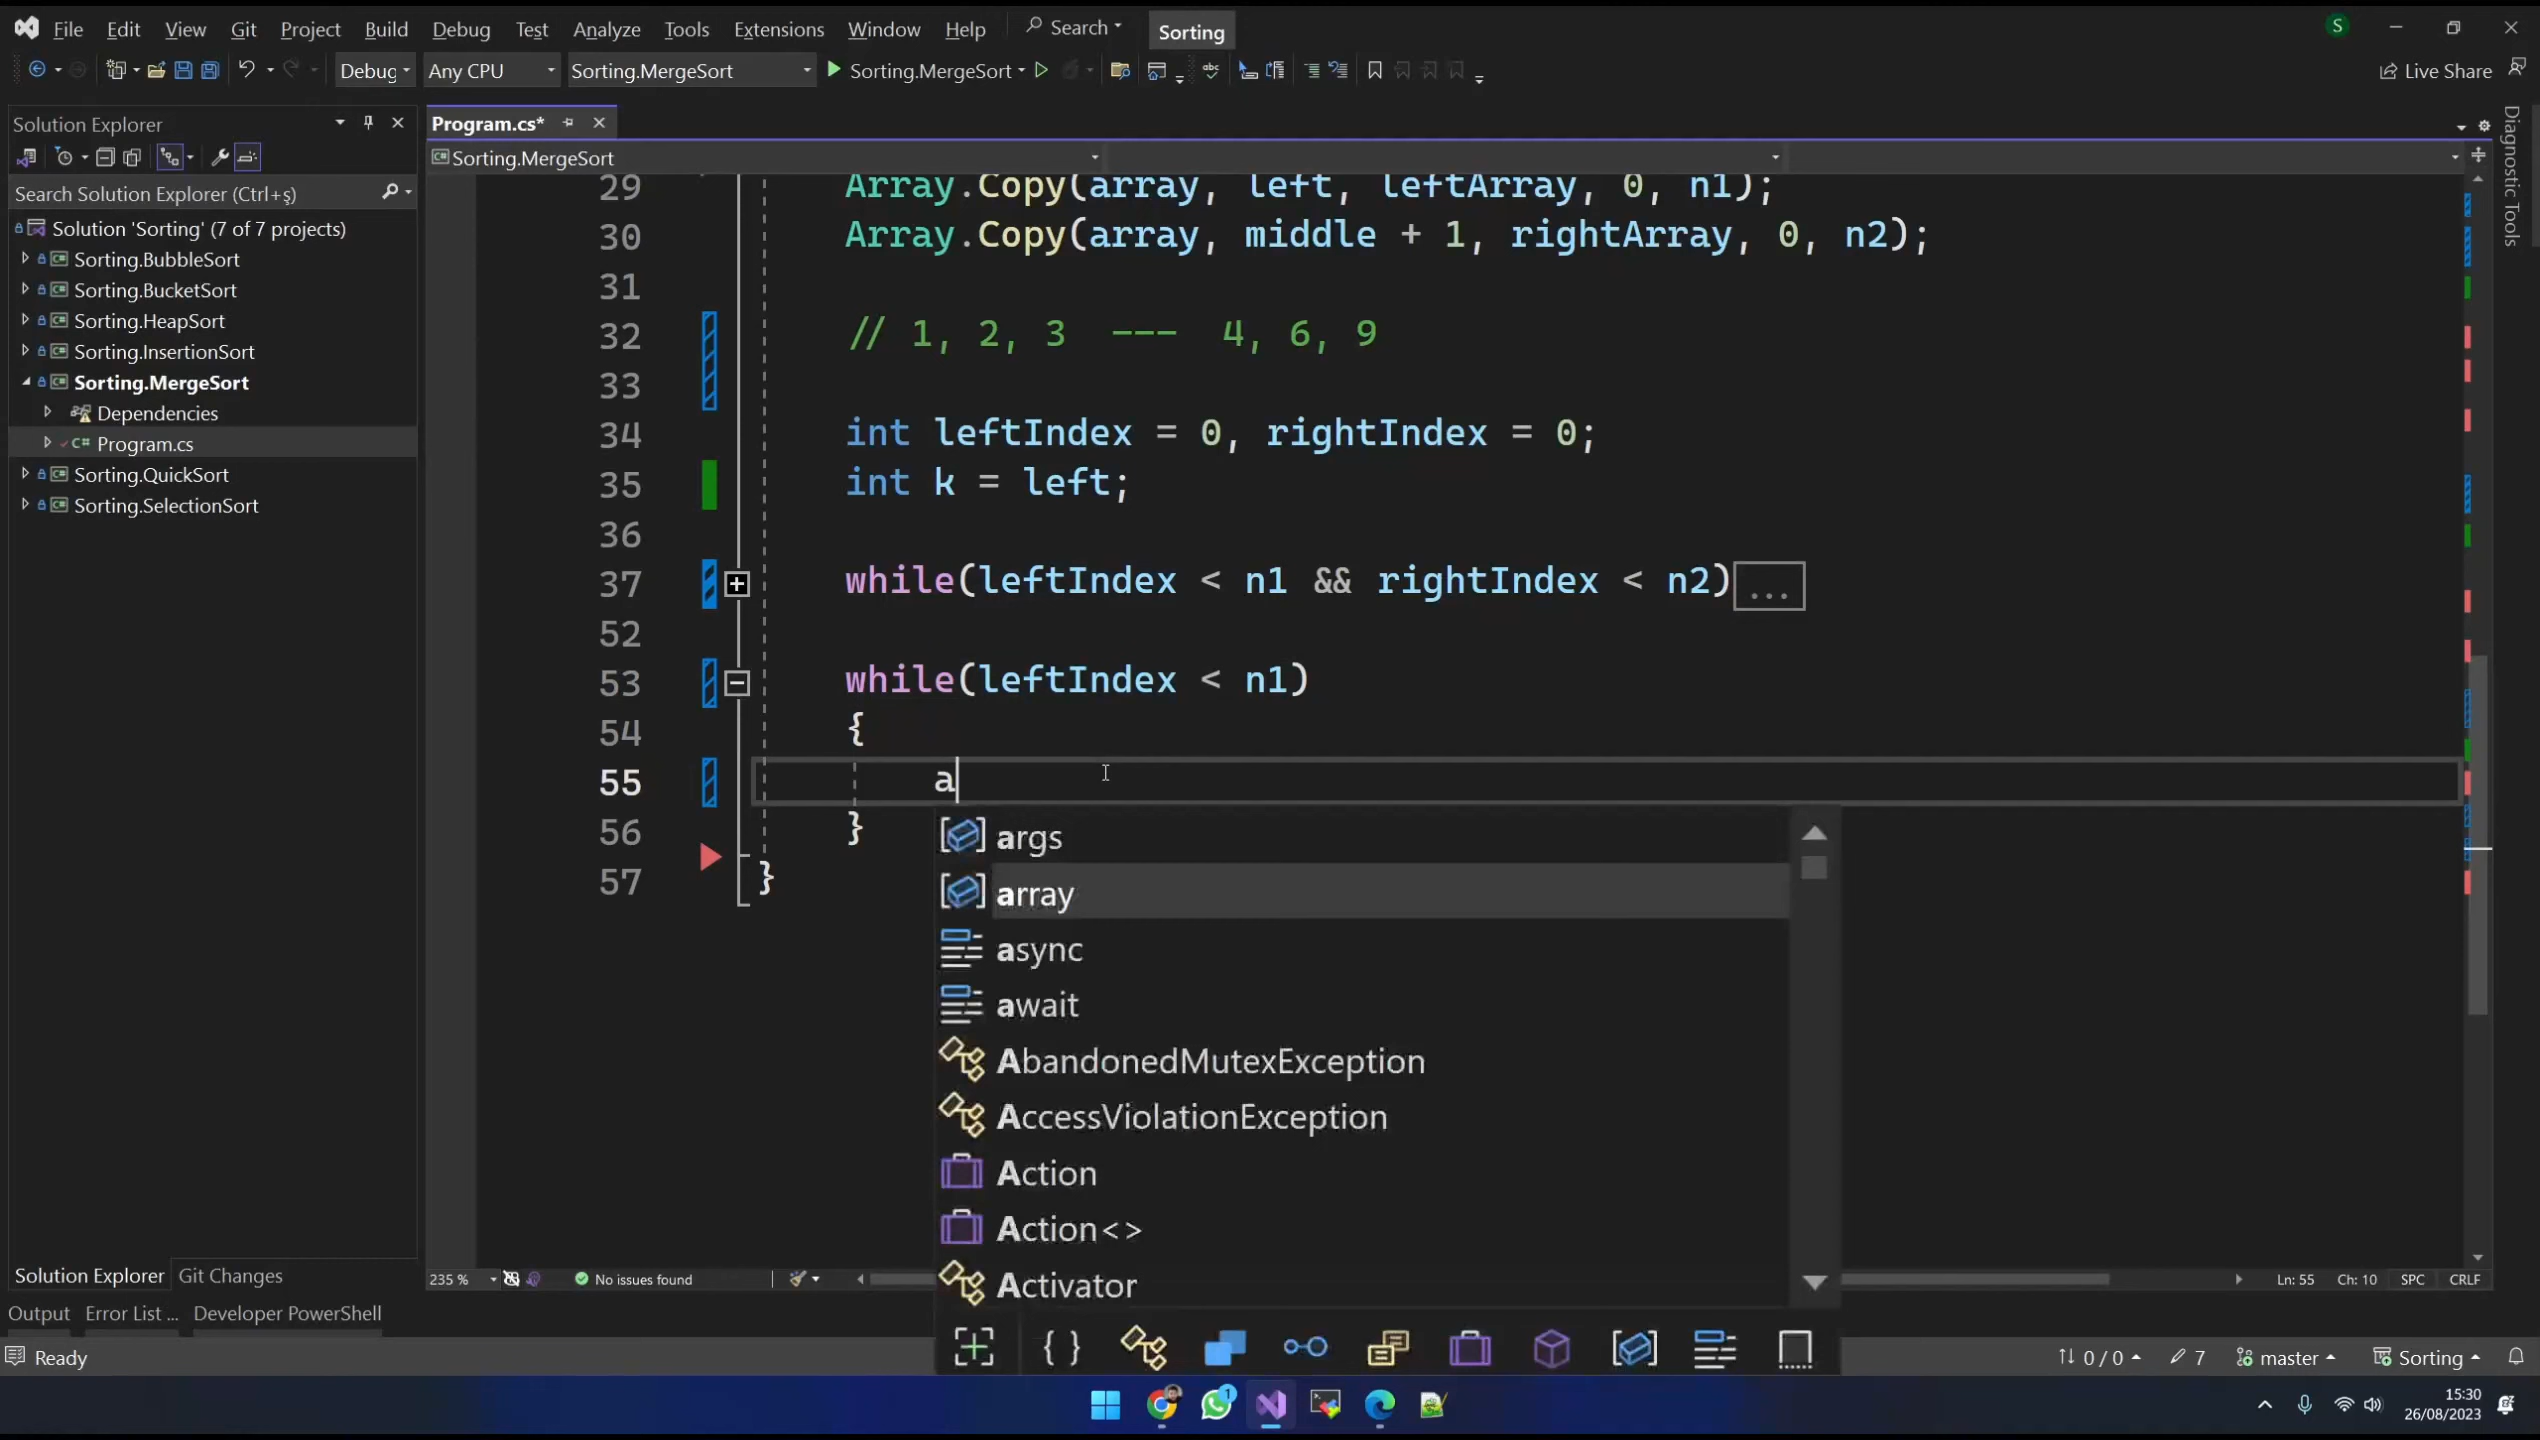 File Edit View Git Project Build Debug Test Analyze Tools Extensions Window Help Search Sorting S
Debug Any CPU Sorting.MergeSort Sorting.MergeSort Live Share
Solution Explorer
Program.cs*
Diagnostic Tools
Sorting.MergeSort
Search Solution Explorer (Ctrl+ş)
Solution 'Sorting' (7 of 7 projects)
Sorting.BubbleSort
Sorting.BucketSort
Sorting.HeapSort
Sorting.InsertionSort
Sorting.MergeSort
Dependencies
Program.cs
Sorting.QuickSort
Sorting.SelectionSort
29 Array.Copy(array, left, leftArray, 0, n1);
30 Array.Copy(array, middle + 1, rightArray, 0, n2);
31
32 // 1, 2, 3 --- 4, 6, 9
33
34 int leftIndex = 0, rightIndex = 0;
35 int k = left;
36
37 while(leftIndex < n1 && rightIndex < n2)...
52
53 while(leftIndex < n1)
54 {
55 a
56 }
57 }
args
array
async
await
AbandonedMutexException
AccessViolationException
Action
Action<>
Activator
Solution Explorer Git Changes
235 % No issues found Ln: 55 Ch: 10 SPC CRLF
Output Error List ... Developer PowerShell
Ready 0 / 0 7 master Sorting
1
15:30
26/08/2023